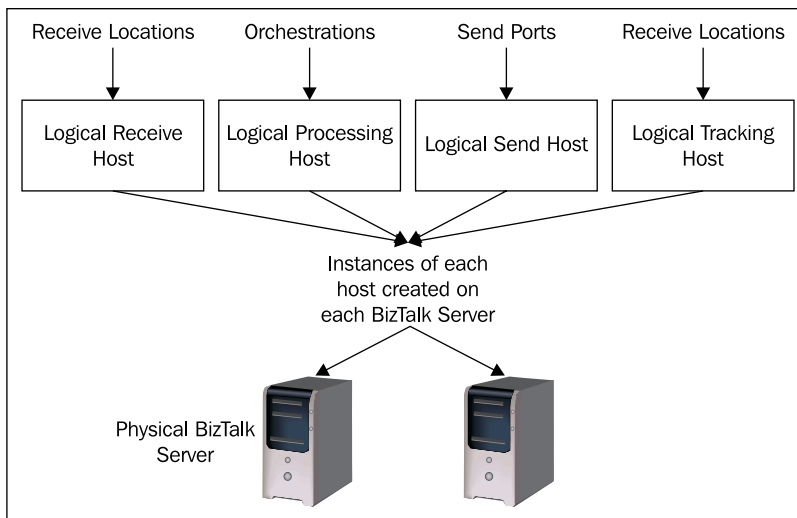 Receive Locations
Orchestrations
Send Ports
Receive Locations
Logical Receive
Host
Logical Processing
Host
Logical Send Host
Logical Tracking
Host
Instances of each
host created on
each BizTalk Server
Physical BizTalk
Server